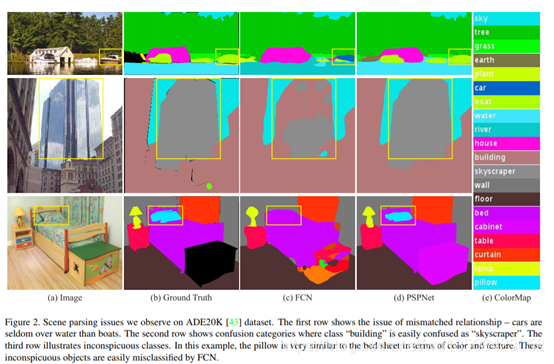 sky
tree
grass
earth
plant
car
boat
water
river
house
building
skyscraper
wall
floor
bed
cabinet
table
curtain
lamp
pillow
(a) Image (b) Ground Truth (c) FCN (d) PSPNet (e) ColorMap
Figure 2. Scene parsing issues we observe on ADE20K [43] dataset. The first row shows the issue of mismatched relationship – cars are
seldom over water than boats. The second row shows confusion categories where class “building” is easily confused as “skyscraper”. The
third row illustrates inconspicuous classes. In this example, the pillow is very similar to the bed sheet in terms of color and texture. These
inconspicuous objects are easily misclassified by FCN.